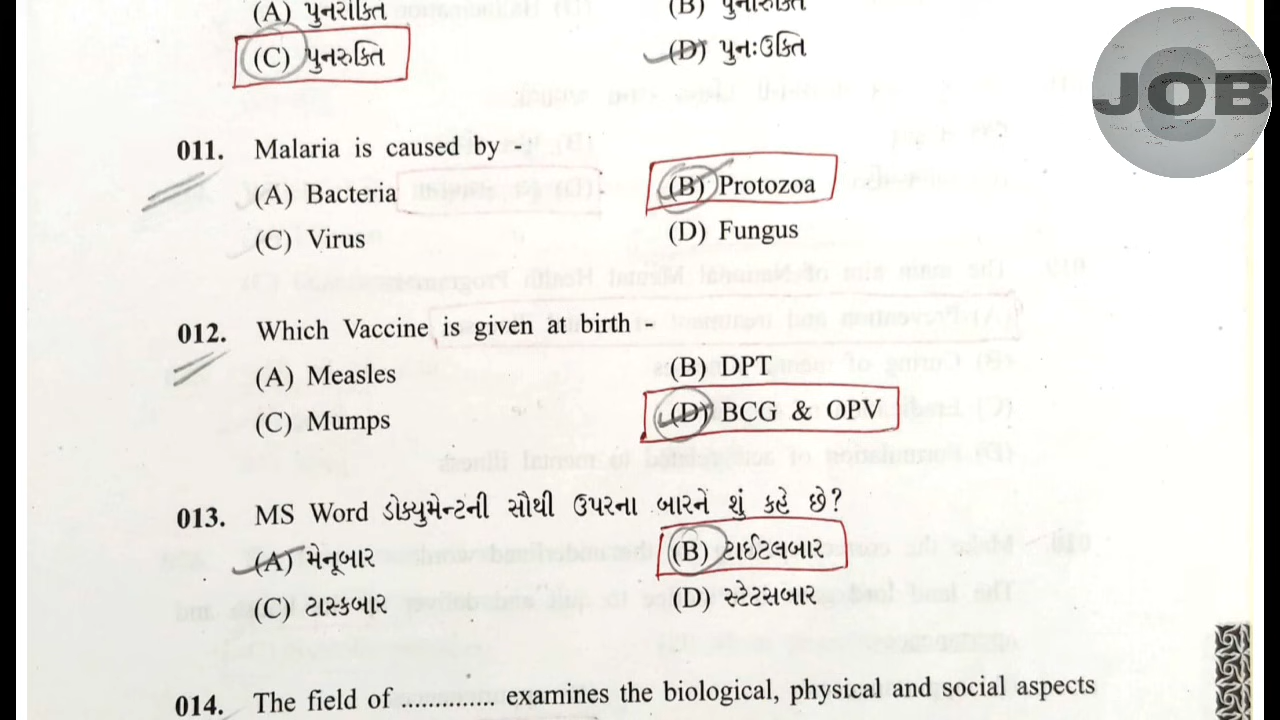 (A) પુનરોક્તિ
(B) પુનારુક્તિ
(C) પુનરુક્તિ
(D) પુનઃઉક્તિ
JOB
011. Malaria is caused by -
(A) Bacteria
(B) Protozoa
(C) Virus
(D) Fungus
012. Which Vaccine is given at birth -
(A) Measles
(B) DPT
(C) Mumps
(D) BCG & OPV
013. MS Word ડોક્યુમેન્ટની સૌથી ઉપરના બારને શું કહે છે?
(A) મેનૂબાર
(B) ટાઈટલબાર
(C) ટાસ્કબાર
(D) સ્ટેટસબાર
014. The field of .............. examines the biological, physical and social aspects